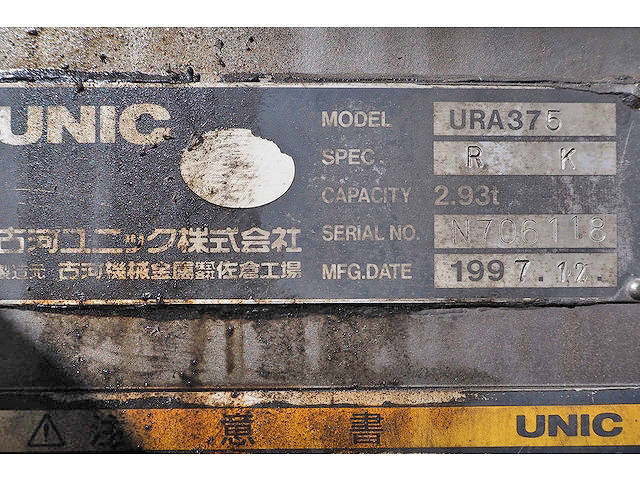 UNIC
MODEL URA375
SPEC. R K
CAPACITY 2.93t
古河ユニック株式会社 SERIAL NO. N706118
製造元 古河機械金属㈱佐倉工場 MFG.DATE 1997.12.
⚠ 注意書 UNIC